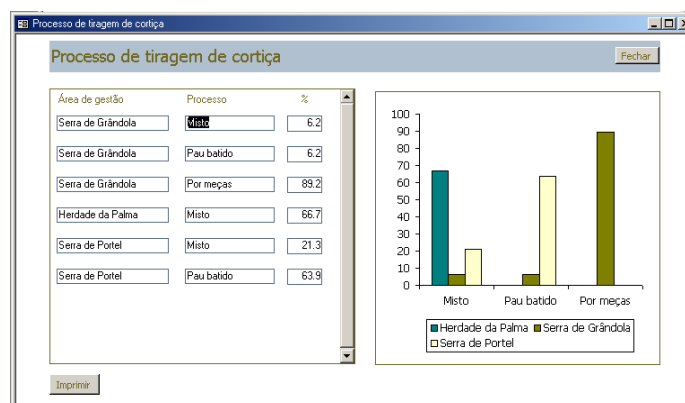 Processo de tiragem de cortiça
Processo de tiragem de cortiça
Fechar
Área de gestão Processo %
Serra de Grândola Misto 6.2
Serra de Grândola Pau batido 6.2
Serra de Grândola Por meças 89.2
Herdade da Palma Misto 66.7
Serra de Portel Misto 21.3
Serra de Portel Pau batido 63.9
100
90
80
70
60
50
40
30
20
10
0
Misto Pau batido Por meças
Herdade da Palma Serra de Grândola
Serra de Portel
Imprimir